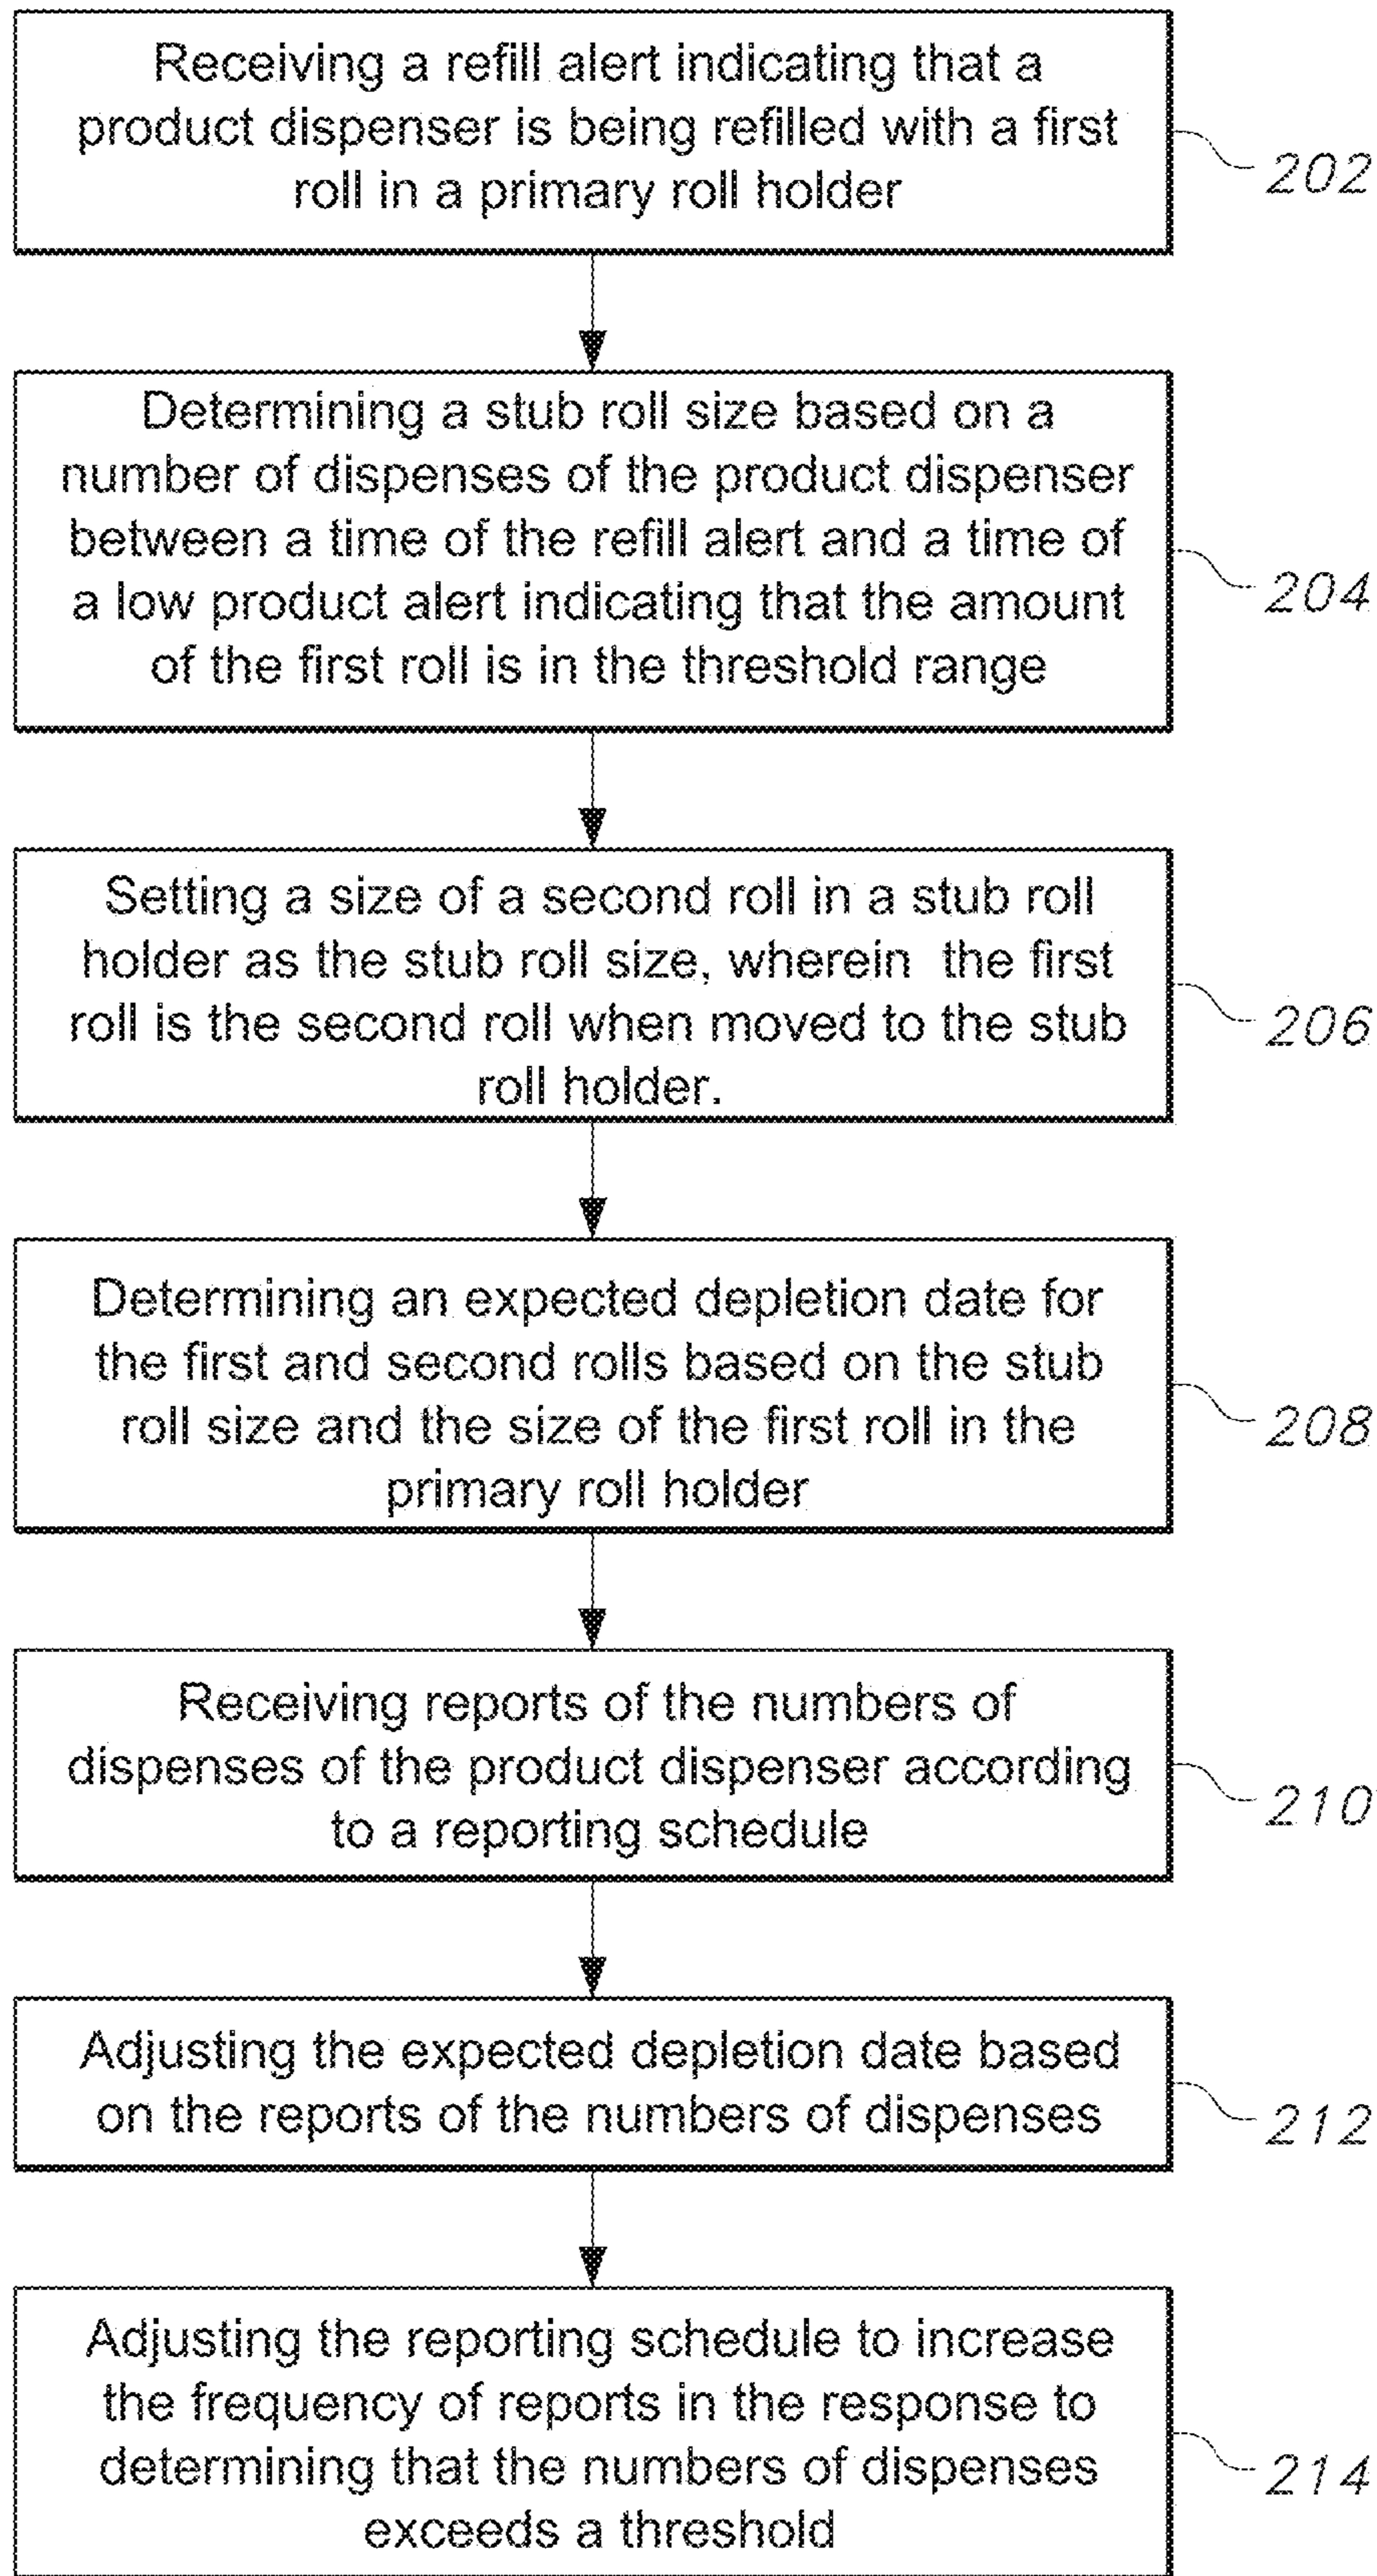 Receiving a refill alert indicating that a
product dispenser is being refilled with a first
roll in a primary roll holder
202
Determining a stub roll size based on a
number of dispenses of the product dispenser
between a time of the refill alert and a time of
a low product alert indicating that the amount
of the first roll is in the threshold range
204
Setting a size of a second roll in a stub roll
holder as the stub roll size, wherein the first
roll is the second roll when moved to the stub
roll holder.
206
Determining an expected depletion date for
the first and second rolls based on the stub
roll size and the size of the first roll in the
primary roll holder
208
Receiving reports of the numbers of
dispenses of the product dispenser according
to a reporting schedule
210
Adjusting the expected depletion date based
on the reports of the numbers of dispenses
212
Adjusting the reporting schedule to increase
the frequency of reports in the response to
determining that the numbers of dispenses
exceeds a threshold
214